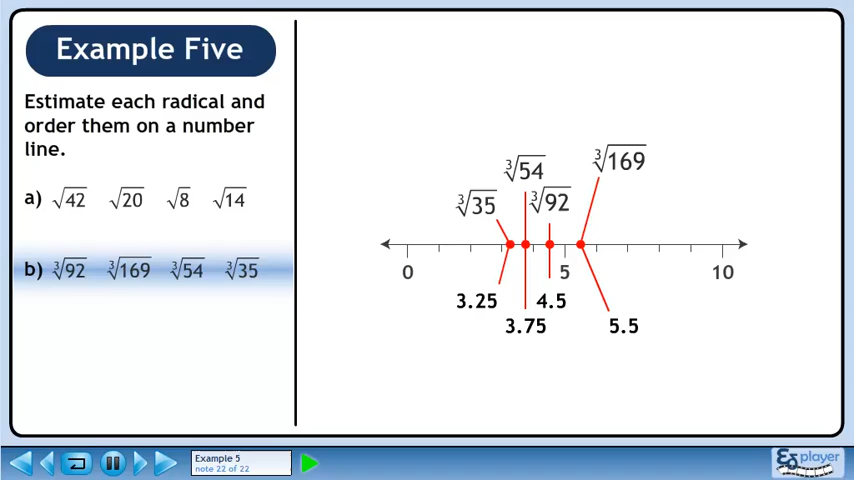 Example Five
Estimate each radical and
order them on a number
line.
a) √42 √20 √8 √14
b) ∛92 ∛169 ∛54 ∛35
∛169
∛54
∛35 ∛92
0 5 10
3.25 4.5
3.75 5.5
Example 5
note 22 of 22
player